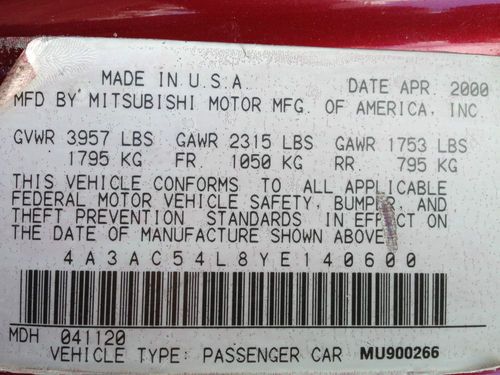 MADE IN U.S.A. DATE APR. 2000
MFD BY MITSUBISHI MOTOR MFG. OF AMERICA, INC
GVWR 3957 LBS GAWR 2315 LBS GAWR 1753 LBS
1795 KG FR. 1050 KG RR. 795 KG
THIS VEHICLE CONFORMS TO ALL APPLICABLE
FEDERAL MOTOR VEHICLE SAFETY, BUMPER, AND
THEFT PREVENTION STANDARDS IN EFFECT ON
THE DATE OF MANUFACTURE SHOWN ABOVE
4A3AC54L8YE140600
MDH 041120
VEHICLE TYPE: PASSENGER CAR MU900266